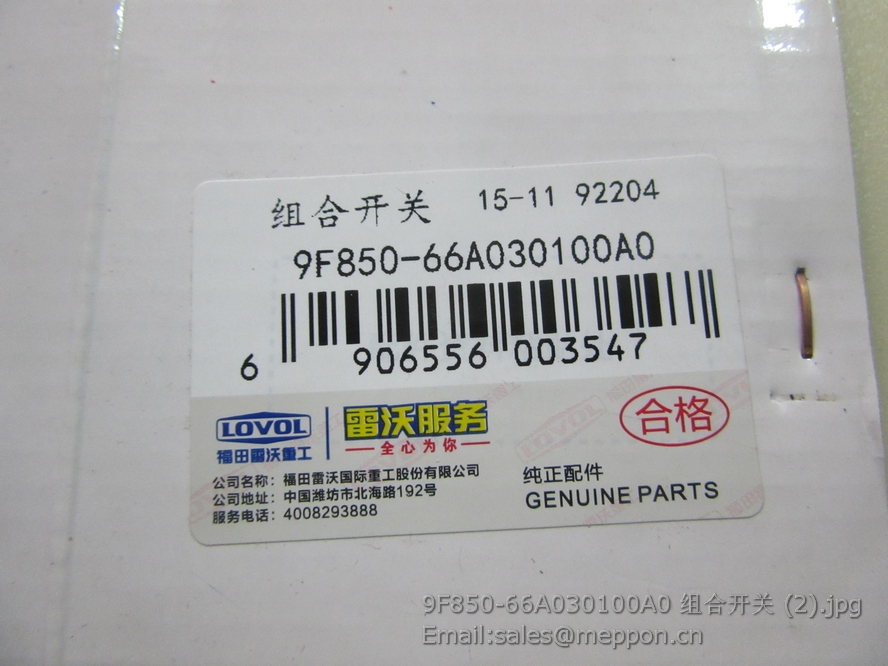 组合开关 15-11 92204
9F850-66A030100A0
6 906556 003547
LOVOL
福田雷沃重工
雷沃服务
全心为你
LOVOL
合格
公司名称：福田雷沃国际重工股份有限公司
公司地址：中国潍坊市北海路192号
服务电话：4008293888
纯正配件
GENUINE PARTS
9F850-66A030100A0 组合开关 (2).jpg
Email:sales@meppon.cn